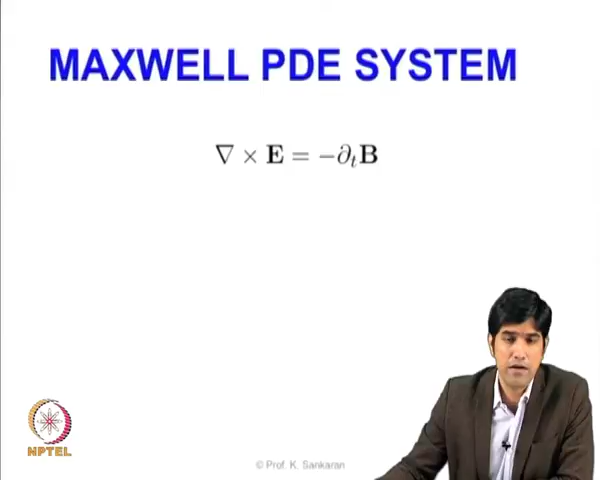 MAXWELL PDE SYSTEM
∇ × E = −∂ₜB
NPTEL
© Prof. K. Sankaran